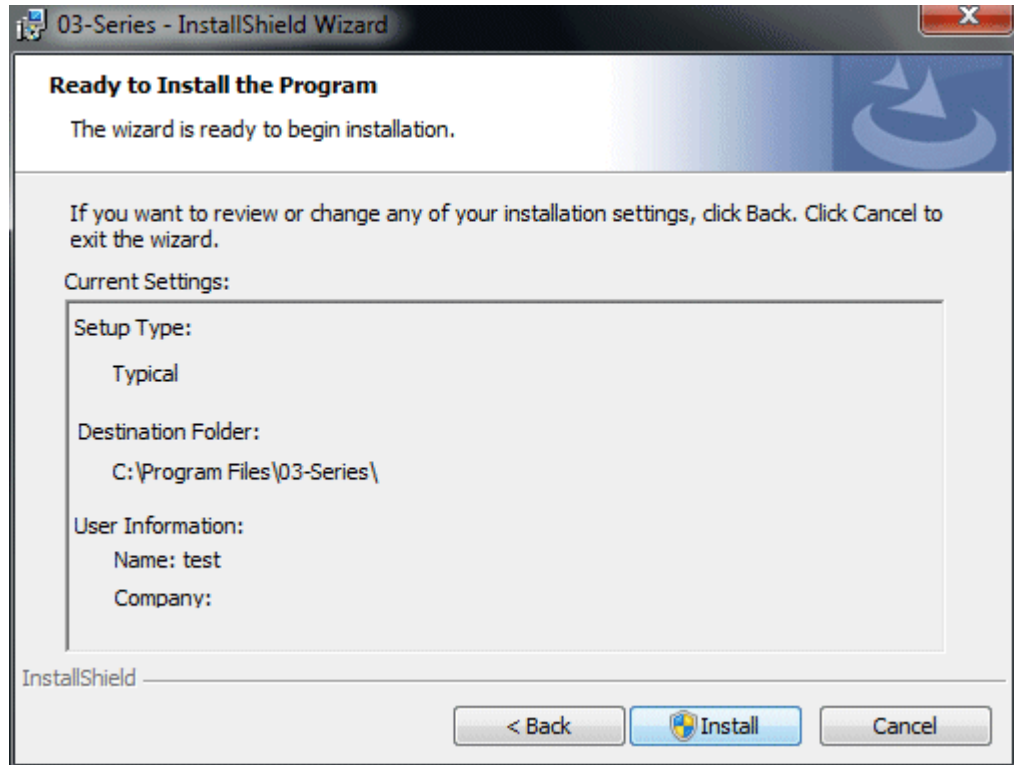 03-Series - InstallShield Wizard
Ready to Install the Program
The wizard is ready to begin installation.
If you want to review or change any of your installation settings, click Back. Click Cancel to
exit the wizard.
Current Settings:
Setup Type:
Typical
Destination Folder:
C:\Program Files\03-Series\
User Information:
Name: test
Company:
InstallShield
< Back
Install
Cancel